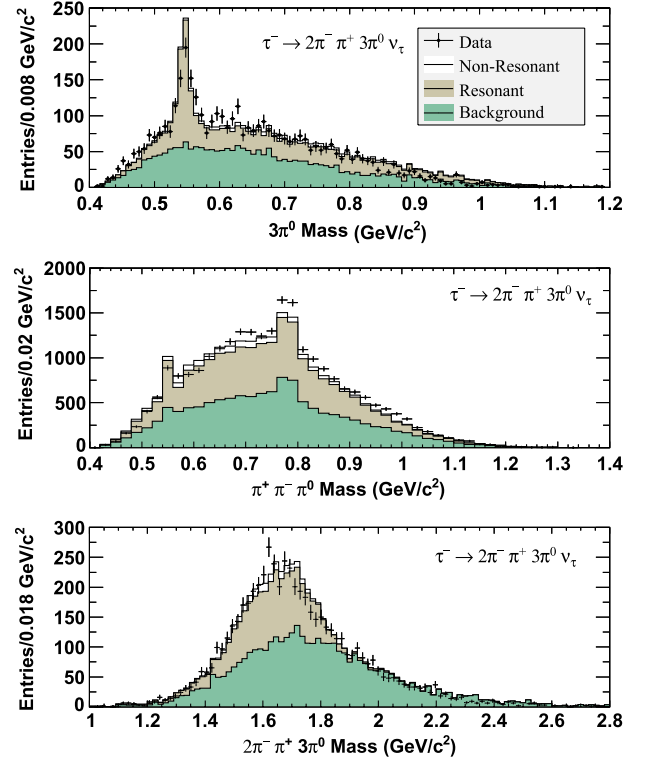 Entries/0.008 GeV/c²
250
200
150
100
50
0
τ⁻ → 2π⁻ π⁺ 3π⁰ ν_τ
Data
Non-Resonant
Resonant
Background
0.4 0.5 0.6 0.7 0.8 0.9 1 1.1 1.2
3π⁰ Mass (GeV/c²)
Entries/0.02 GeV/c²
2000
1500
1000
500
0
τ⁻ → 2π⁻ π⁺ 3π⁰ ν_τ
0.4 0.5 0.6 0.7 0.8 0.9 1 1.1 1.2 1.3 1.4
π⁺ π⁻ π⁰ Mass (GeV/c²)
Entries/0.018 GeV/c²
300
250
200
150
100
50
0
τ⁻ → 2π⁻ π⁺ 3π⁰ ν_τ
1 1.2 1.4 1.6 1.8 2 2.2 2.4 2.6 2.8
2π⁻ π⁺ 3π⁰ Mass (GeV/c²)